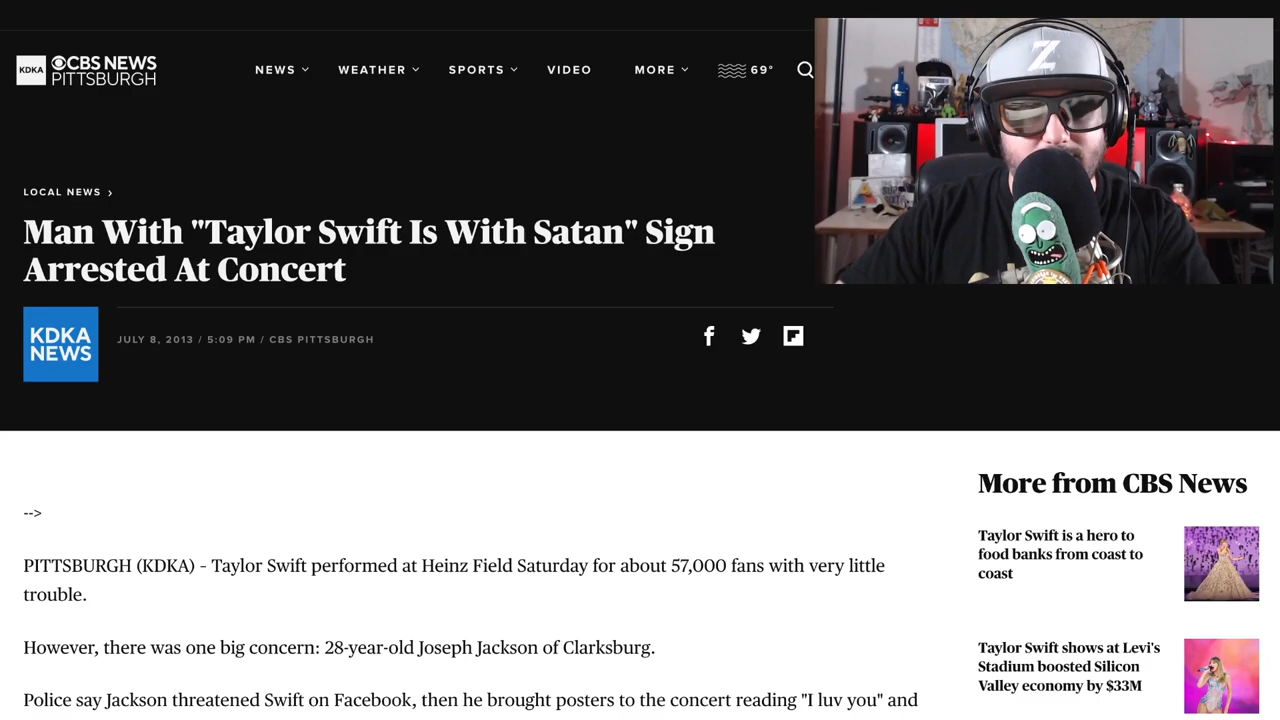 KDKA CBS NEWS
PITTSBURGH
NEWS
WEATHER
SPORTS
VIDEO
MORE
69°
LOCAL NEWS ›
Man With "Taylor Swift Is With Satan" Sign
Arrested At Concert
KDKA
NEWS
JULY 8, 2013 / 5:09 PM / CBS PITTSBURGH
Z
-->
PITTSBURGH (KDKA) – Taylor Swift performed at Heinz Field Saturday for about 57,000 fans with very little
trouble.
However, there was one big concern: 28-year-old Joseph Jackson of Clarksburg.
Police say Jackson threatened Swift on Facebook, then he brought posters to the concert reading "I luv you" and
More from CBS News
Taylor Swift is a hero to
food banks from coast to
coast
Taylor Swift shows at Levi's
Stadium boosted Silicon
Valley economy by $33M